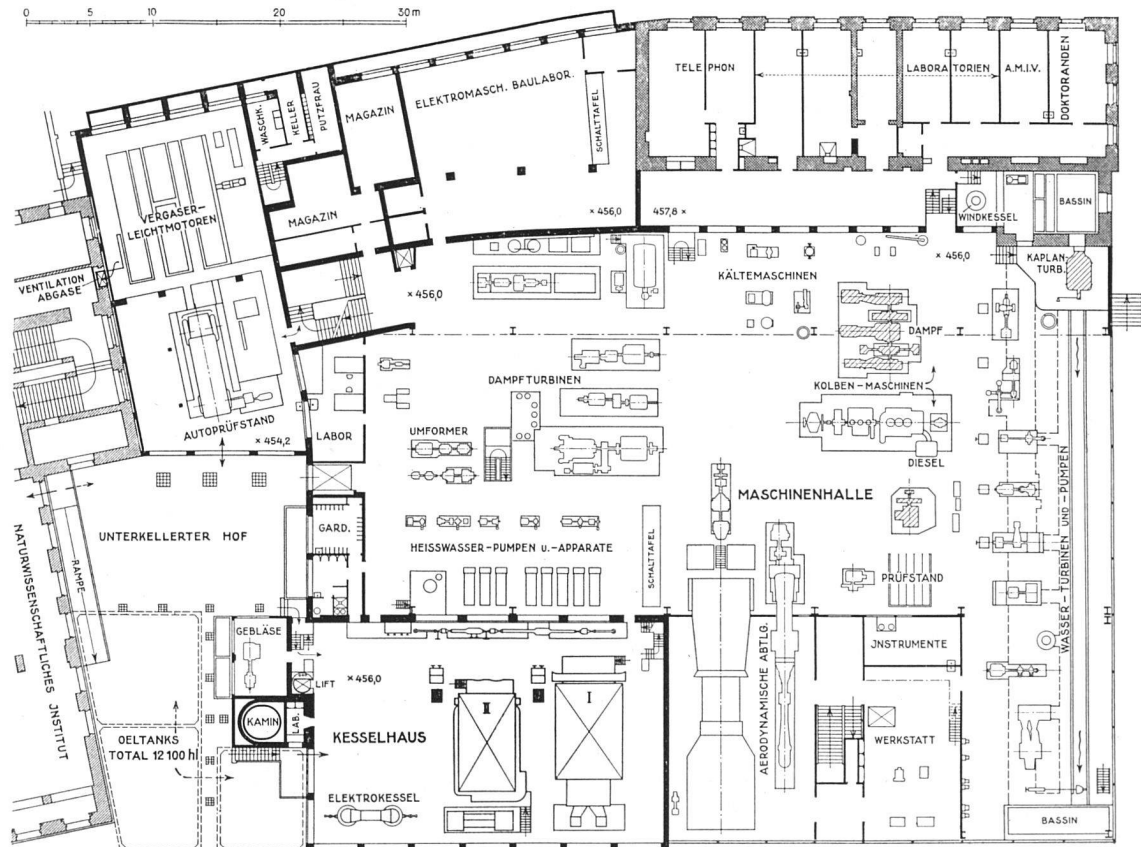 0 5 10 20 30 m
TELEPHON
LABORATORIEN
A.M.I.V.
DOKTORANDEN
WASCHK.
KELLER
PUTZFRAU
MAGAZIN
ELEKTROMASCH. BAULABOR.
SCHALTTAFEL
VERGASER-
LEICHTMOTOREN
MAGAZIN
× 456,0
457,8 ×
WINDKESSEL
BASSIN
VENTILATION
ABGASE
× 456,0
KÄLTEMASCHINEN
× 456,0
KAPLAN
TURB.
DAMPF
DAMPFTURBINEN
KOLBEN-MASCHINEN
AUTOPRÜFSTAND
× 454,2
LABOR
UMFORMER
DIESEL
MASCHINENHALLE
UNTERKELLERTER HOF
GARD.
HEISSWASSER-PUMPEN u.-APPARATE
SCHALTTAFEL
PRÜFSTAND
WASSER-TURBINEN UND -PUMPEN
NATURWISSENSCHAFTLICHES JNSTITUT
RAMPE
GEBLÄSE
LIFT
× 456,0
II
I
AERODYNAMISCHE ABTLG.
JNSTRUMENTE
KAMIN
LAB.
KESSELHAUS
OELTANKS
TOTAL 12100 hl
WERKSTATT
ELEKTROKESSEL
BASSIN